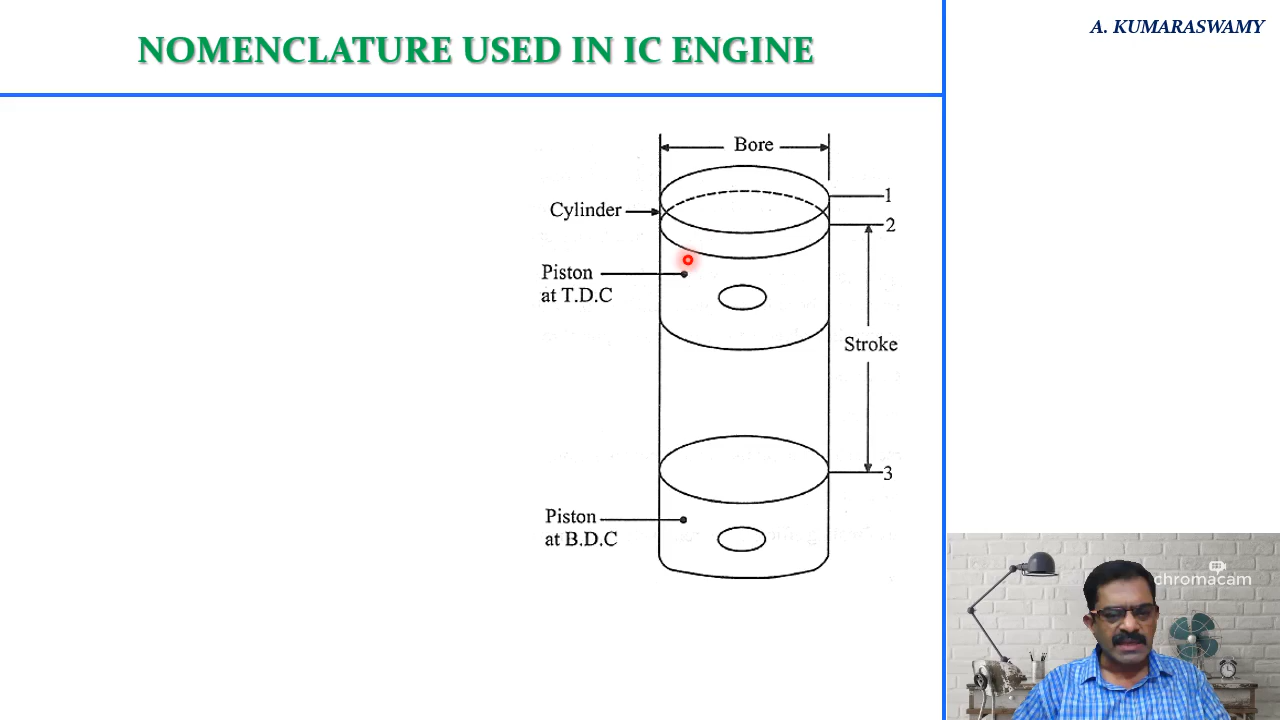 NOMENCLATURE USED IN IC ENGINE
A. KUMARASWAMY
Bore
1
Cylinder
2
Piston
at T.D.C
Stroke
3
Piston
at B.D.C
chromacam